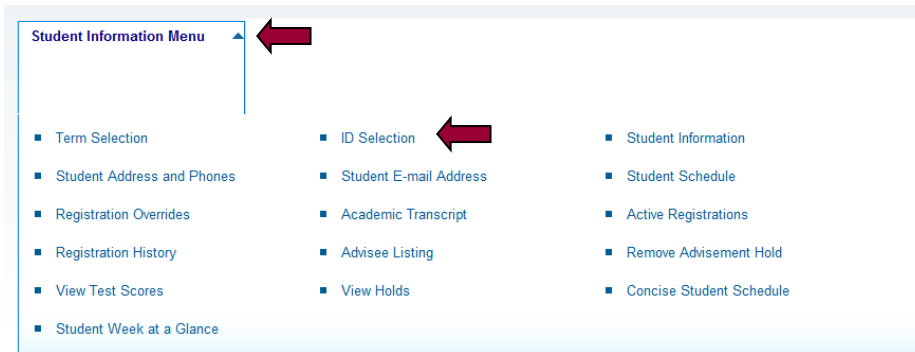 Student Information Menu
Term Selection
ID Selection
Student Information
Student Address and Phones
Student E-mail Address
Student Schedule
Registration Overrides
Academic Transcript
Active Registrations
Registration History
Advisee Listing
Remove Advisement Hold
View Test Scores
View Holds
Concise Student Schedule
Student Week at a Glance